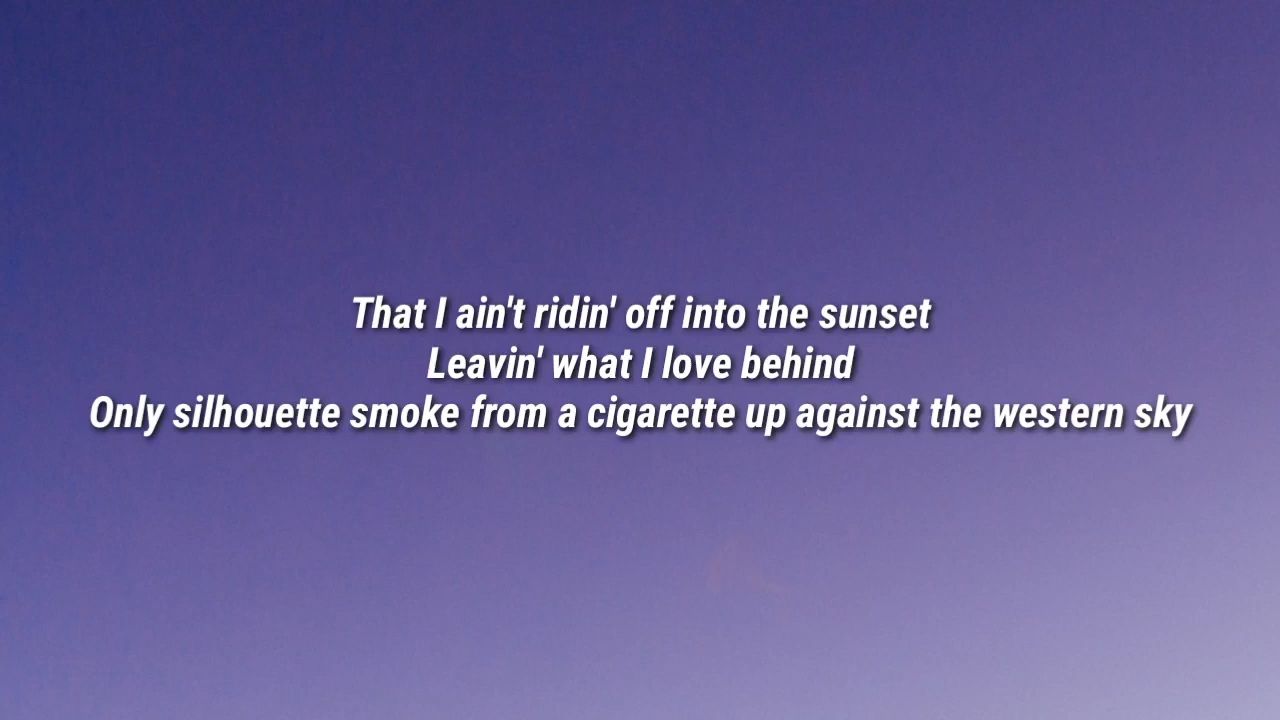 That I ain't ridin' off into the sunset
Leavin' what I love behind
Only silhouette smoke from a cigarette up against the western sky